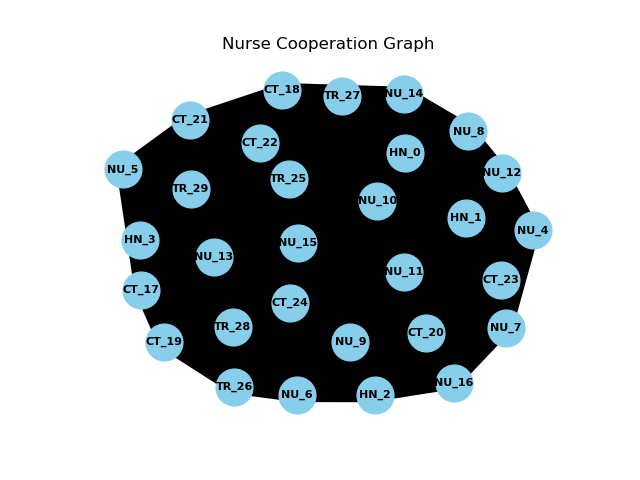 Nurse Cooperation Graph
CT_18
TR_27
NU_14
CT_21
NU_8
CT_22
HN_0
NU_5
NU_12
TR_25
TR_29
NU_10
HN_1
NU_4
HN_3
NU_15
NU_13
NU_11
CT_23
CT_17
CT_24
TR_28
NU_7
CT_20
CT_19
NU_9
NU_16
TR_26
NU_6
HN_2